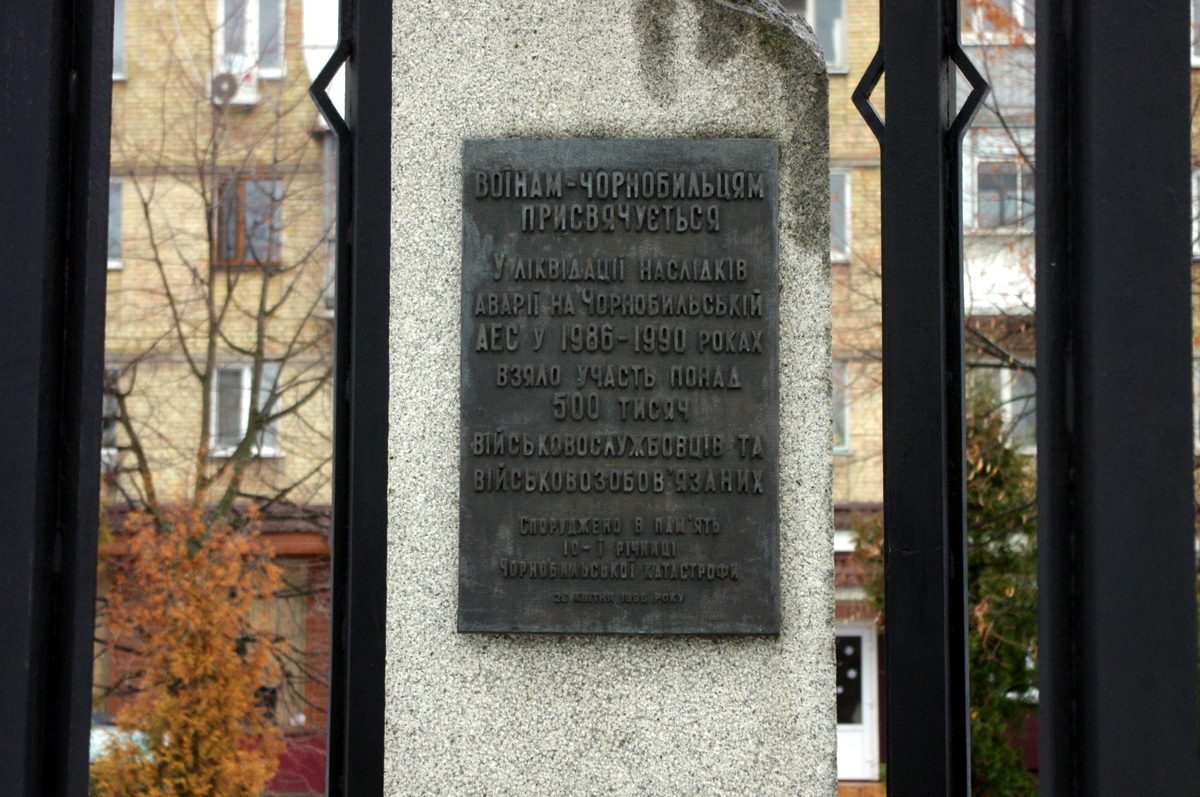 ВОЇНАМ-ЧОРНОБИЛЬЦЯМ
ПРИСВЯЧУЄТЬСЯ
У ЛІКВІДАЦІЇ НАСЛІДКІВ
АВАРІЇ НА ЧОРНОБИЛЬСЬКІЙ
АЕС У 1986-1990 РОКАХ
ВЗЯЛО УЧАСТЬ ПОНАД
500 ТИСЯЧ
ВІЙСЬКОВОСЛУЖБОВЦІВ ТА
ВІЙСЬКОВОЗОБОВ'ЯЗАНИХ
СПОРУДЖЕНО В ПАМ'ЯТЬ
10-Ї РІЧНИЦІ
ЧОРНОБИЛЬСЬКОЇ КАТАСТРОФИ
26 КВІТНЯ 1996 РОКУ